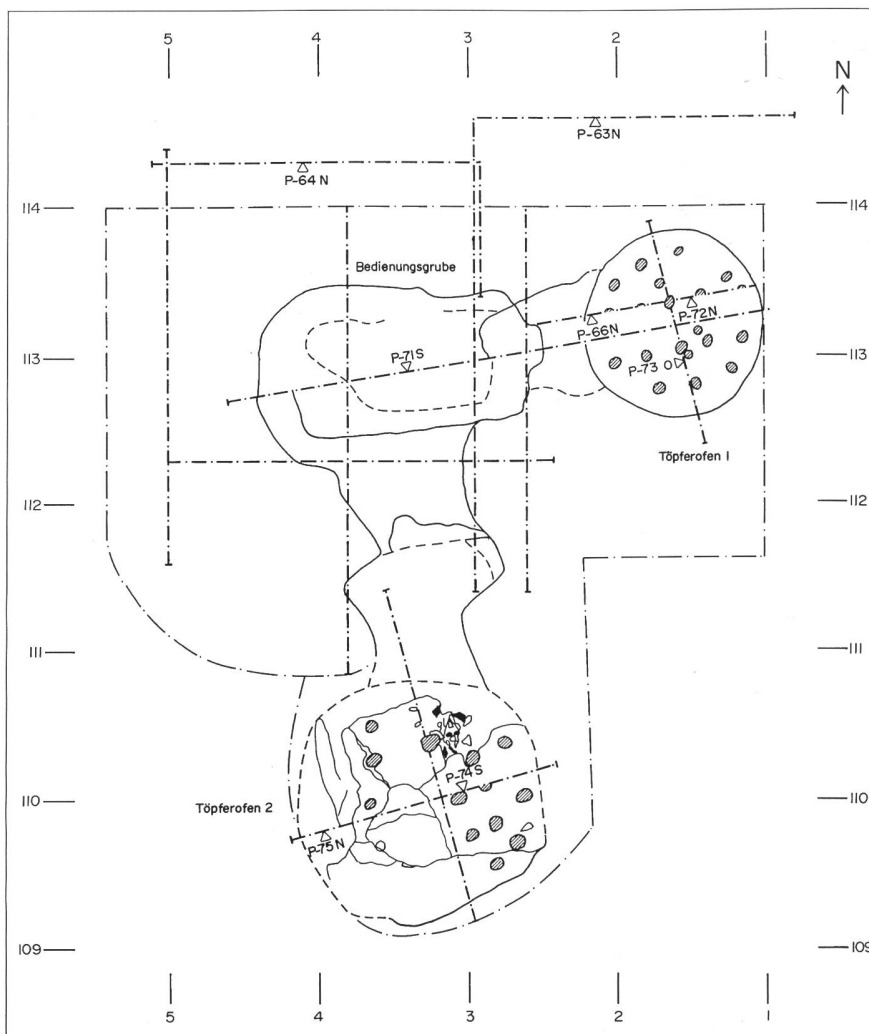 5 4 3 2 1
N
P-63N
P-64 N
114 114
Bedienungsgrube
P-72N
P-66N
113 P-71S 113
P-73 O
Töpferofen 1
112 112
111 111
P-74S
110 Töpferofen 2 110
P-75N
109 109
5 4 3 2 1